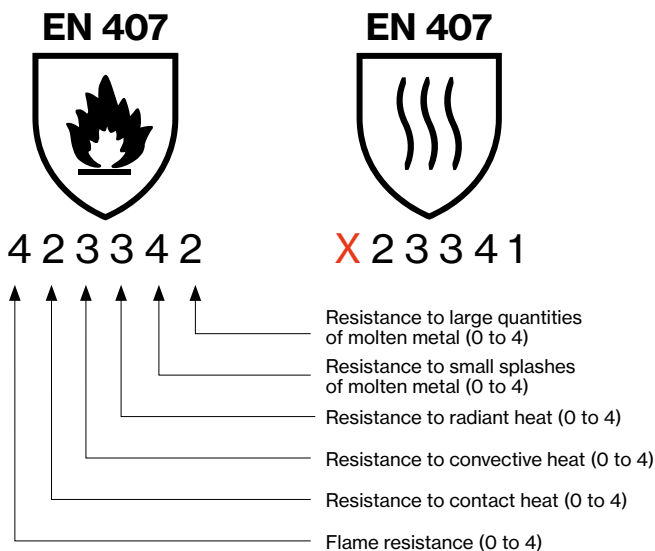 EN 407
EN 407
4 2 3 3 4 2
X 2 3 3 4 1
Resistance to large quantities
of molten metal (0 to 4)
Resistance to small splashes
of molten metal (0 to 4)
Resistance to radiant heat (0 to 4)
Resistance to convective heat (0 to 4)
Resistance to contact heat (0 to 4)
Flame resistance (0 to 4)